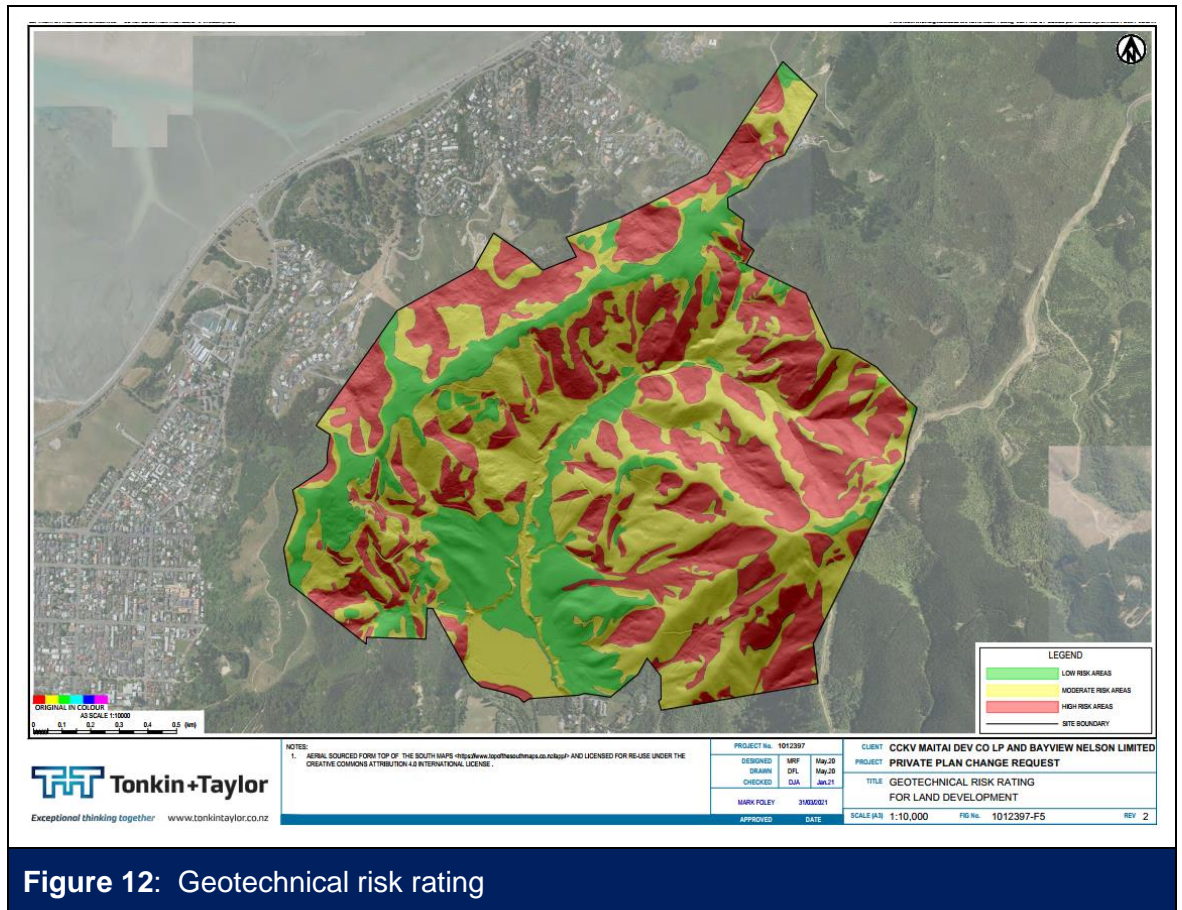 N
LEGEND
LOW RISK AREAS
MODERATE RISK AREAS
HIGH RISK AREAS
SITE BOUNDARY
ORIGINAL IN COLOUR
A3 SCALE 1:10000
0 0.1 0.2 0.3 0.4 0.5 (km)
Tonkin+Taylor
Exceptional thinking together www.tonkintaylor.co.nz
NOTES:
1. AERIAL SOURCED FORM TOP OF THE SOUTH MAPS <https://www.topofthesouthmaps.co.nz/app/> AND LICENSED FOR RE-USE UNDER THE
CREATIVE COMMONS ATTRIBUTION 4.0 INTERNATIONAL LICENSE .
PROJECT No. 1012397
DESIGNED MRF May.20
DRAWN DFL May.20
CHECKED DJA Jan.21
MARK FOLEY 31/03/2021
APPROVED DATE
CLIENT CCKV MAITAI DEV CO LP AND BAYVIEW NELSON LIMITED
PROJECT PRIVATE PLAN CHANGE REQUEST
TITLE GEOTECHNICAL RISK RATING
FOR LAND DEVELOPMENT
SCALE (A3) 1:10,000 FIG No. 1012397-F5 REV 2
Figure 12: Geotechnical risk rating